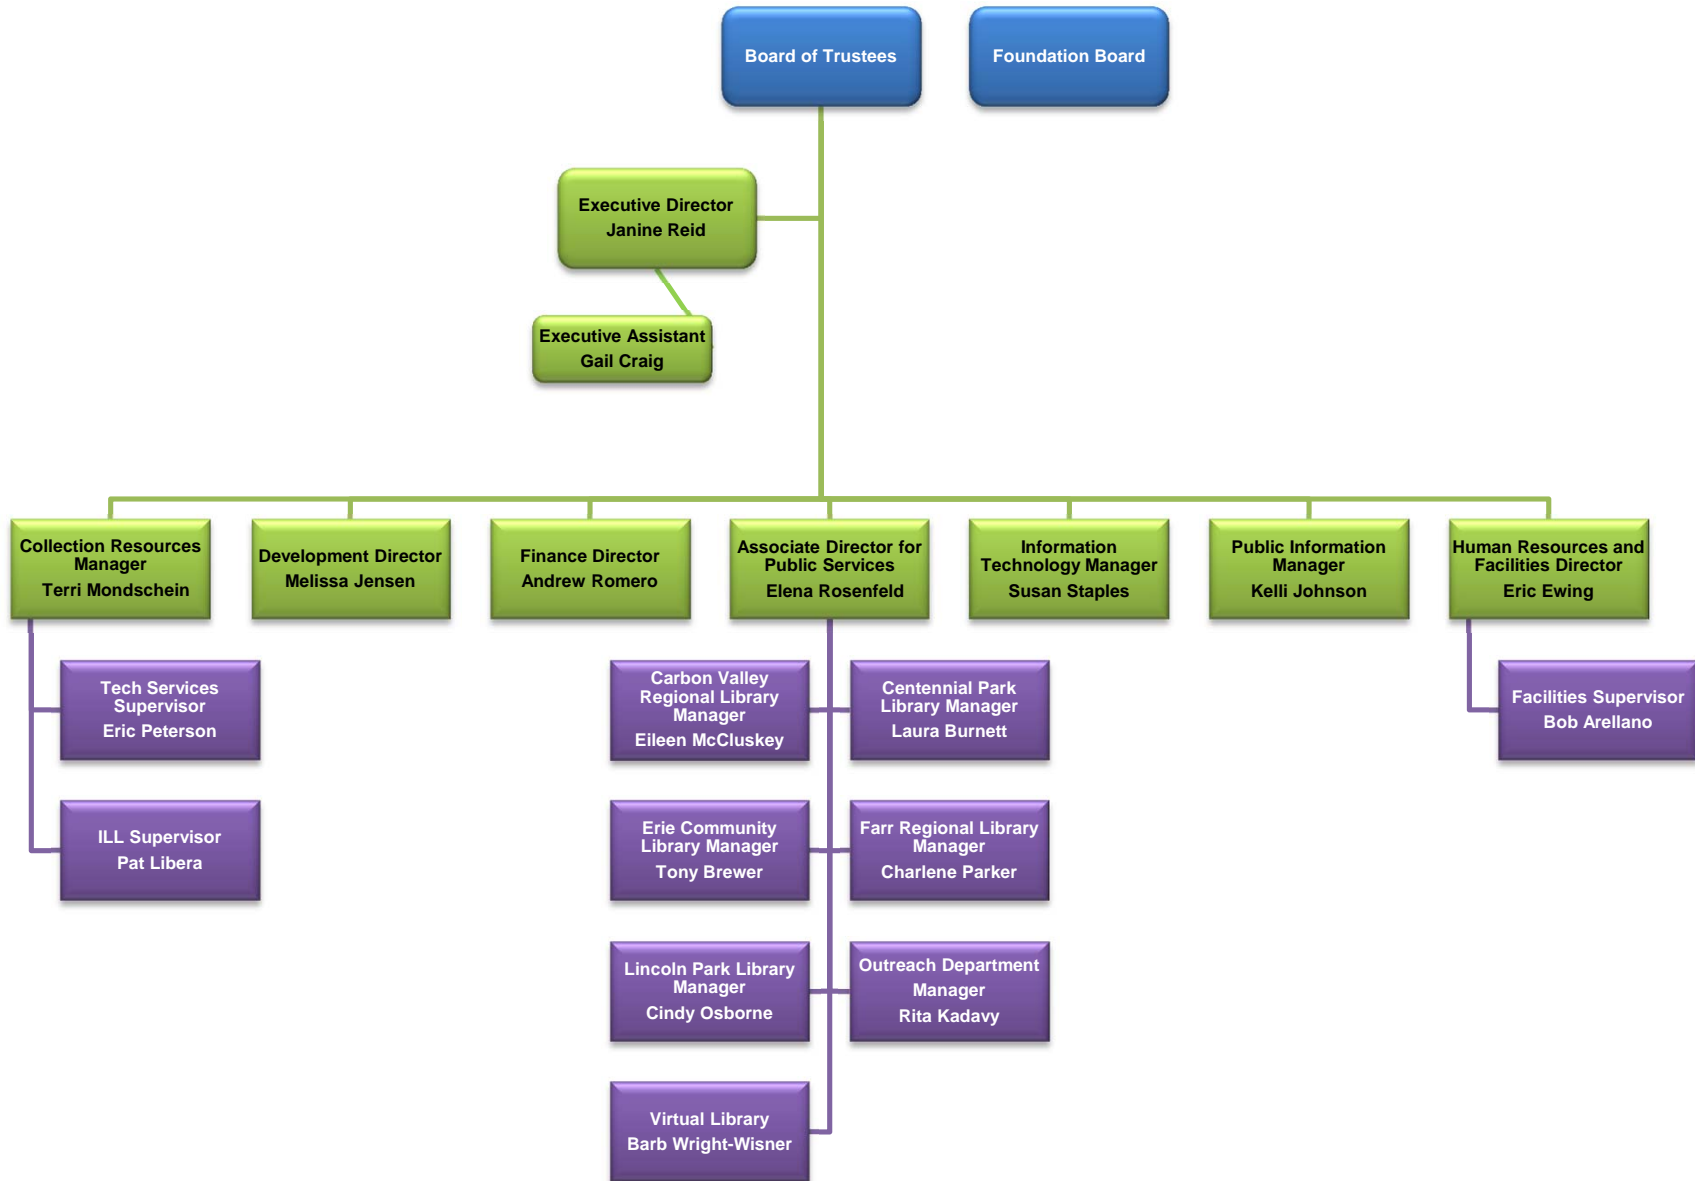 Board of Trustees
Foundation Board
Executive Director
Janine Reid
Executive Assistant
Gail Craig
Collection Resources
Manager
Terri Mondschein
Development Director
Melissa Jensen
Finance Director
Andrew Romero
Associate Director for
Public Services
Elena Rosenfeld
Information
Technology Manager
Susan Staples
Public Information
Manager
Kelli Johnson
Human Resources and
Facilities Director
Eric Ewing
Tech Services
Supervisor
Eric Peterson
ILL Supervisor
Pat Libera
Carbon Valley
Regional Library
Manager
Eileen McCluskey
Centennial Park
Library Manager
Laura Burnett
Erie Community
Library Manager
Tony Brewer
Farr Regional Library
Manager
Charlene Parker
Lincoln Park Library
Manager
Cindy Osborne
Outreach Department
Manager
Rita Kadavy
Virtual Library
Barb Wright-Wisner
Facilities Supervisor
Bob Arellano